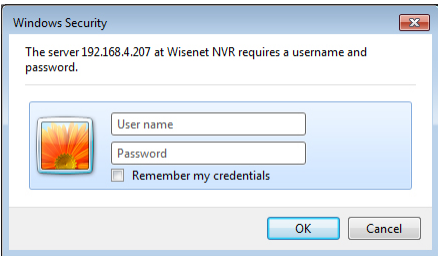 Windows Security
The server 192.168.4.207 at Wisenet NVR requires a username and
password.
User name
Password
Remember my credentials
OK
Cancel